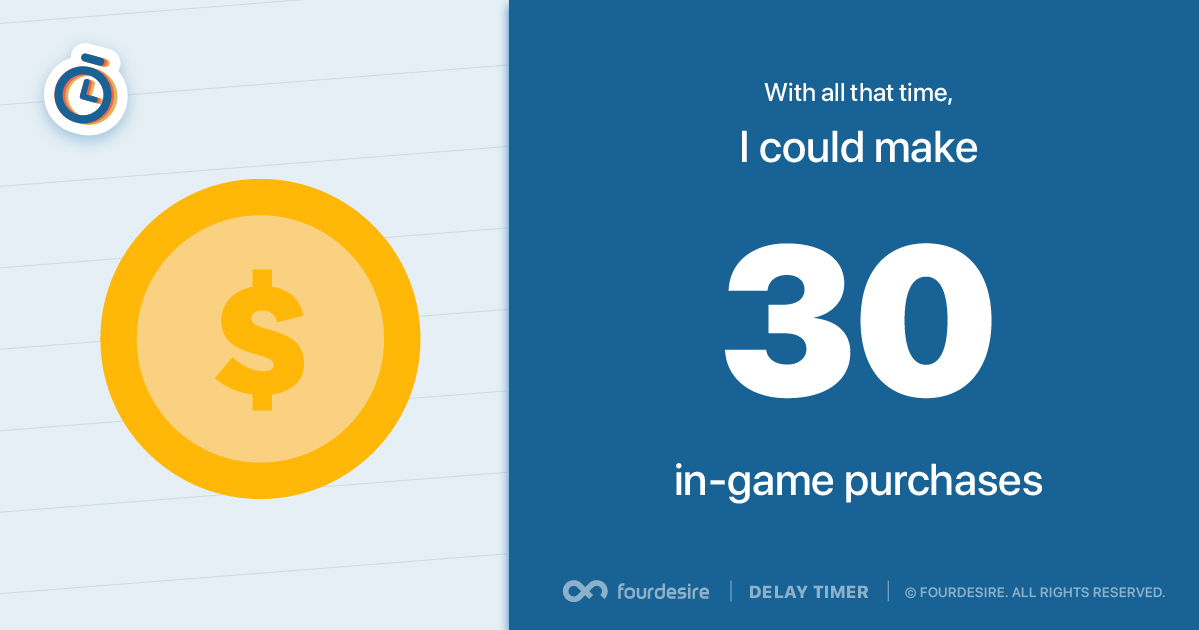 $
With all that time,
I could make
30
in-game purchases
fourdesire | DELAY TIMER | © FOURDESIRE. ALL RIGHTS RESERVED.